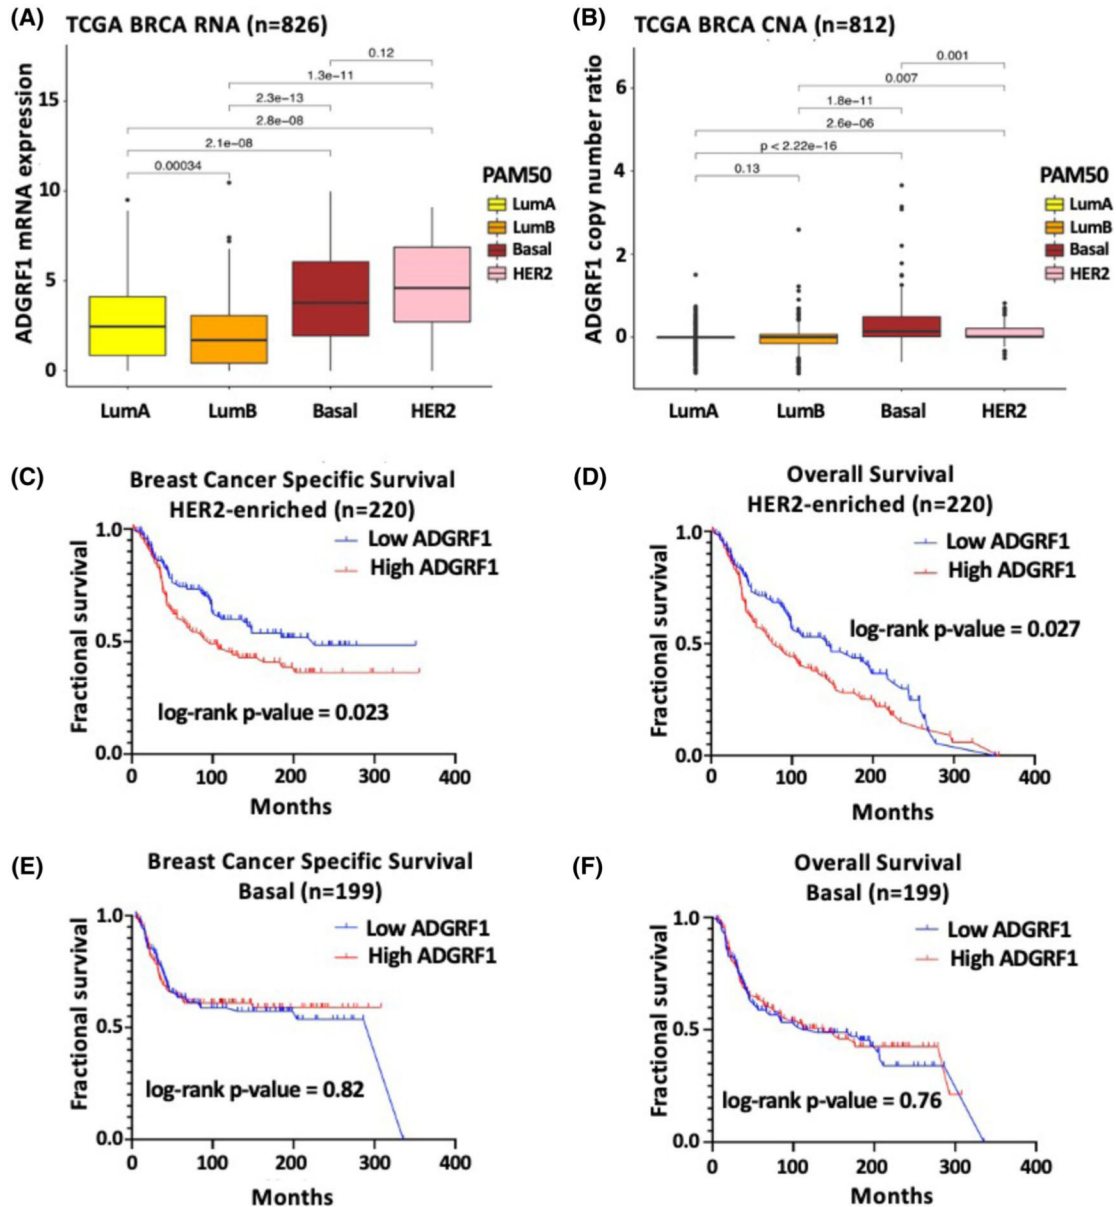 (A) TCGA BRCA RNA (n=826)
ADGRF1 mRNA expression
15
10
5
0
0.12
1.3e−11
2.3e−13
2.8e−08
2.1e−08
0.00034
PAM50
LumA
LumB
Basal
HER2
LumA LumB Basal HER2
(B) TCGA BRCA CNA (n=812)
ADGRF1 copy number ratio
6
4
2
0
0.001
0.007
1.8e−11
2.6e−06
p < 2.22e−16
0.13
PAM50
LumA
LumB
Basal
HER2
LumA LumB Basal HER2
(C) Breast Cancer Specific Survival
HER2-enriched (n=220)
Low ADGRF1
High ADGRF1
Fractional survival
1.0
0.5
0.0
log-rank p-value = 0.023
0 100 200 300 400
Months
(D) Overall Survival
HER2-enriched (n=220)
Low ADGRF1
High ADGRF1
Fractional survival
1.0
0.5
0.0
log-rank p-value = 0.027
0 100 200 300 400
Months
(E) Breast Cancer Specific Survival
Basal (n=199)
Low ADGRF1
High ADGRF1
Fractional survival
1.0
0.5
0.0
log-rank p-value = 0.82
0 100 200 300 400
Months
(F) Overall Survival
Basal (n=199)
Low ADGRF1
High ADGRF1
Fractional survival
1.0
0.5
0.0
log-rank p-value = 0.76
0 100 200 300 400
Months